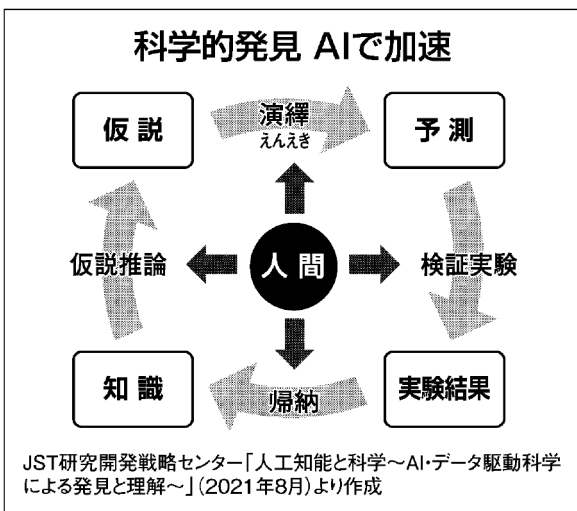 科学的発見 AIで加速
仮説
演繹
えんえき
予測
仮説推論
人間
検証実験
知識
帰納
実験結果
JST研究開発戦略センター「人工知能と科学～AI・データ駆動科学
による発見と理解～」（2021年8月）より作成